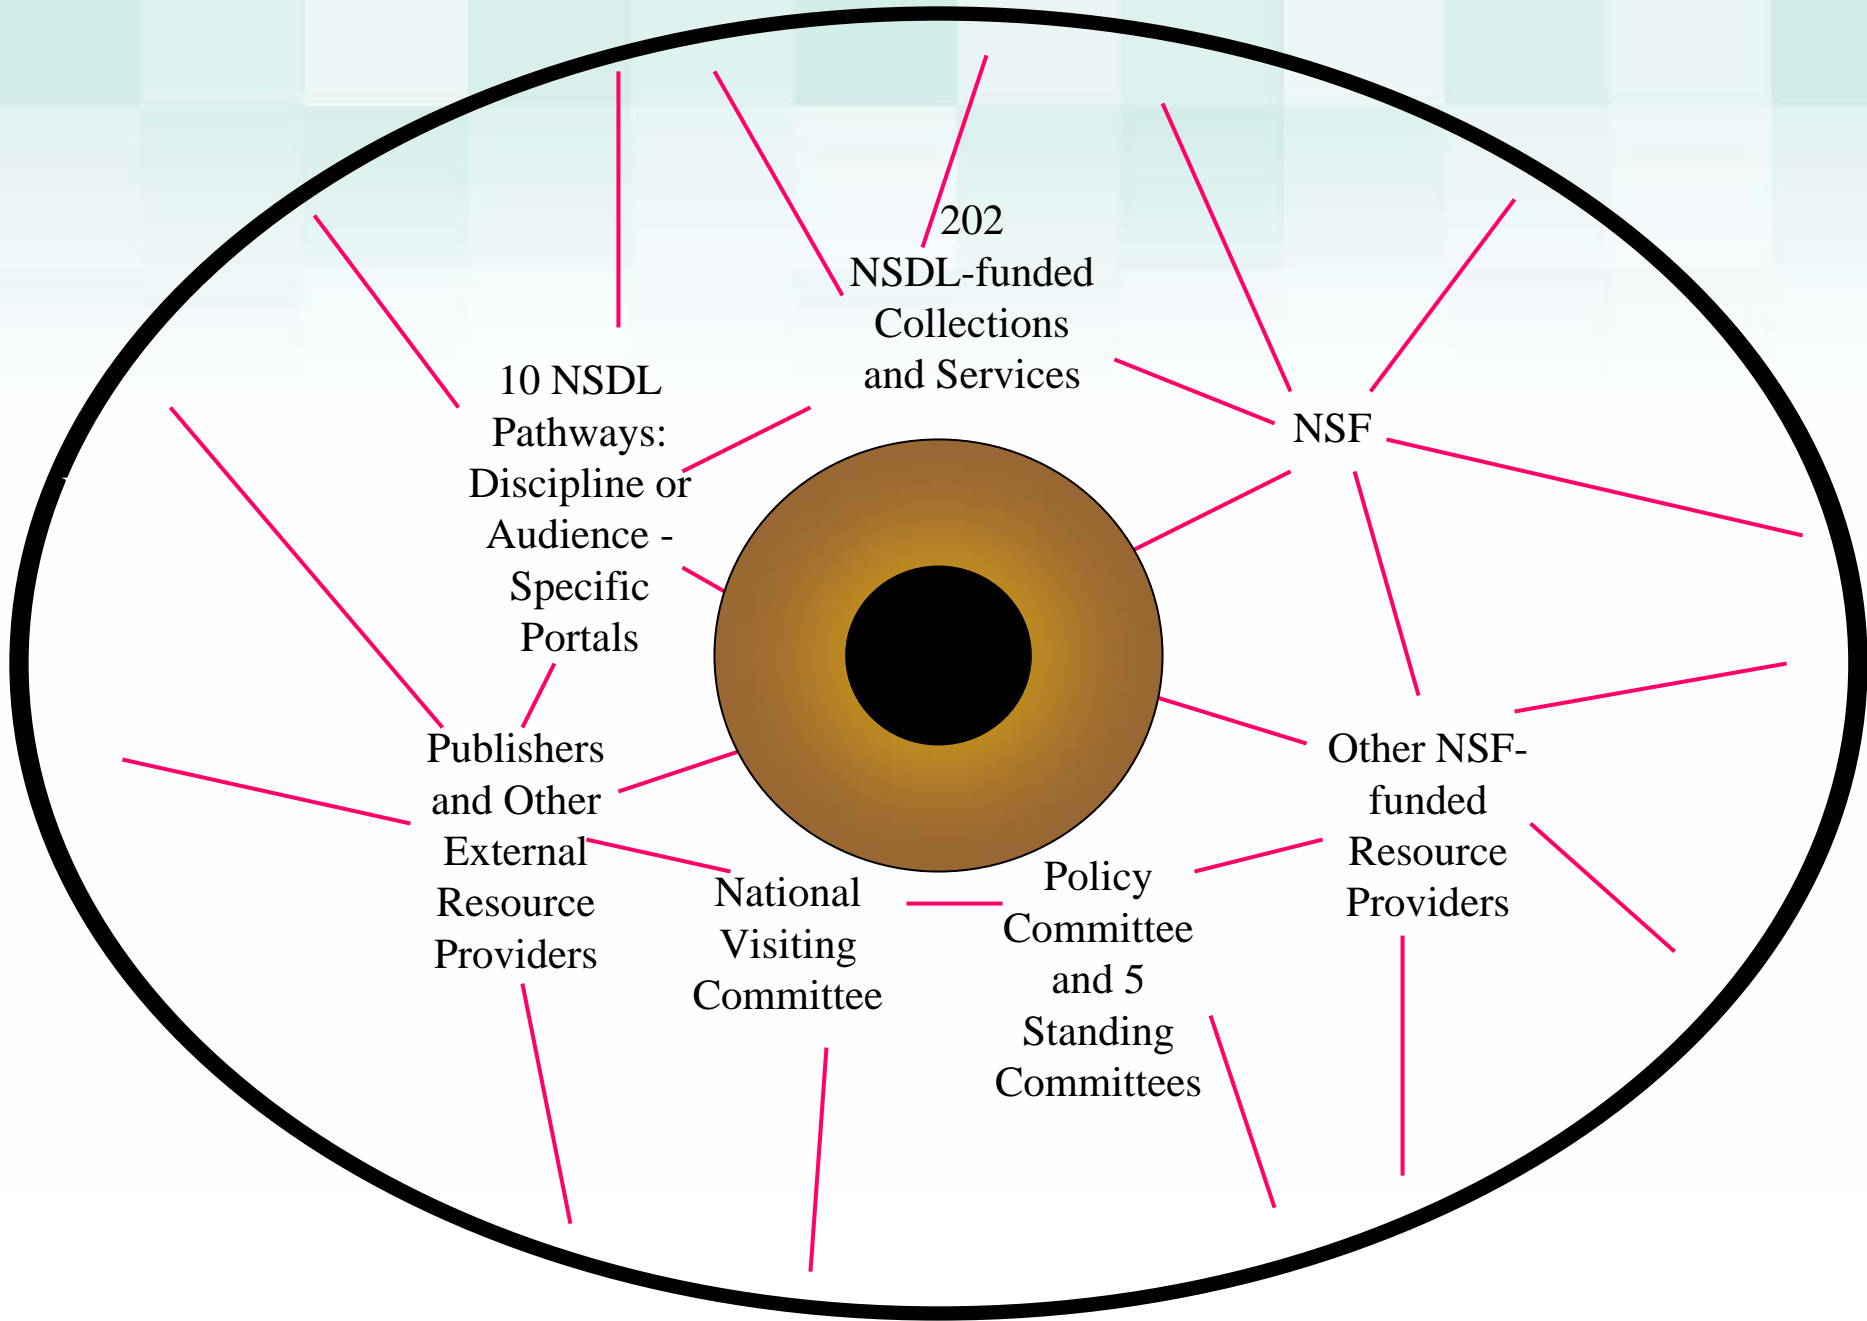 202
NSDL-funded
Collections
and Services
10 NSDL
Pathways:
Discipline or
Audience -
Specific
Portals
NSF
Publishers
and Other
External
Resource
Providers
National
Visiting
Committee
Policy
Committee
and 5
Standing
Committees
Other NSF-
funded
Resource
Providers